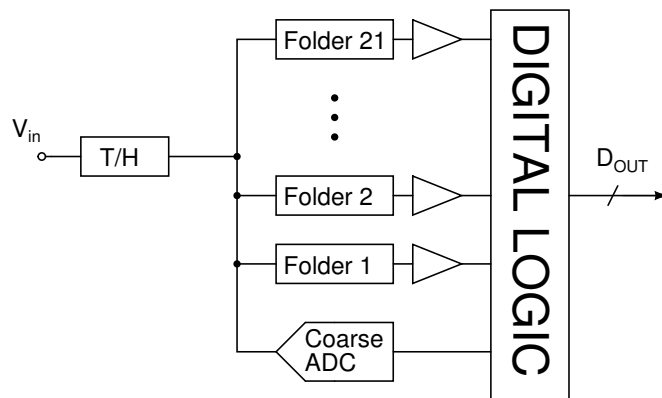 Folder 21
V_in
T/H
Folder 2
D_OUT
Folder 1
Coarse
ADC
DIGITAL LOGIC